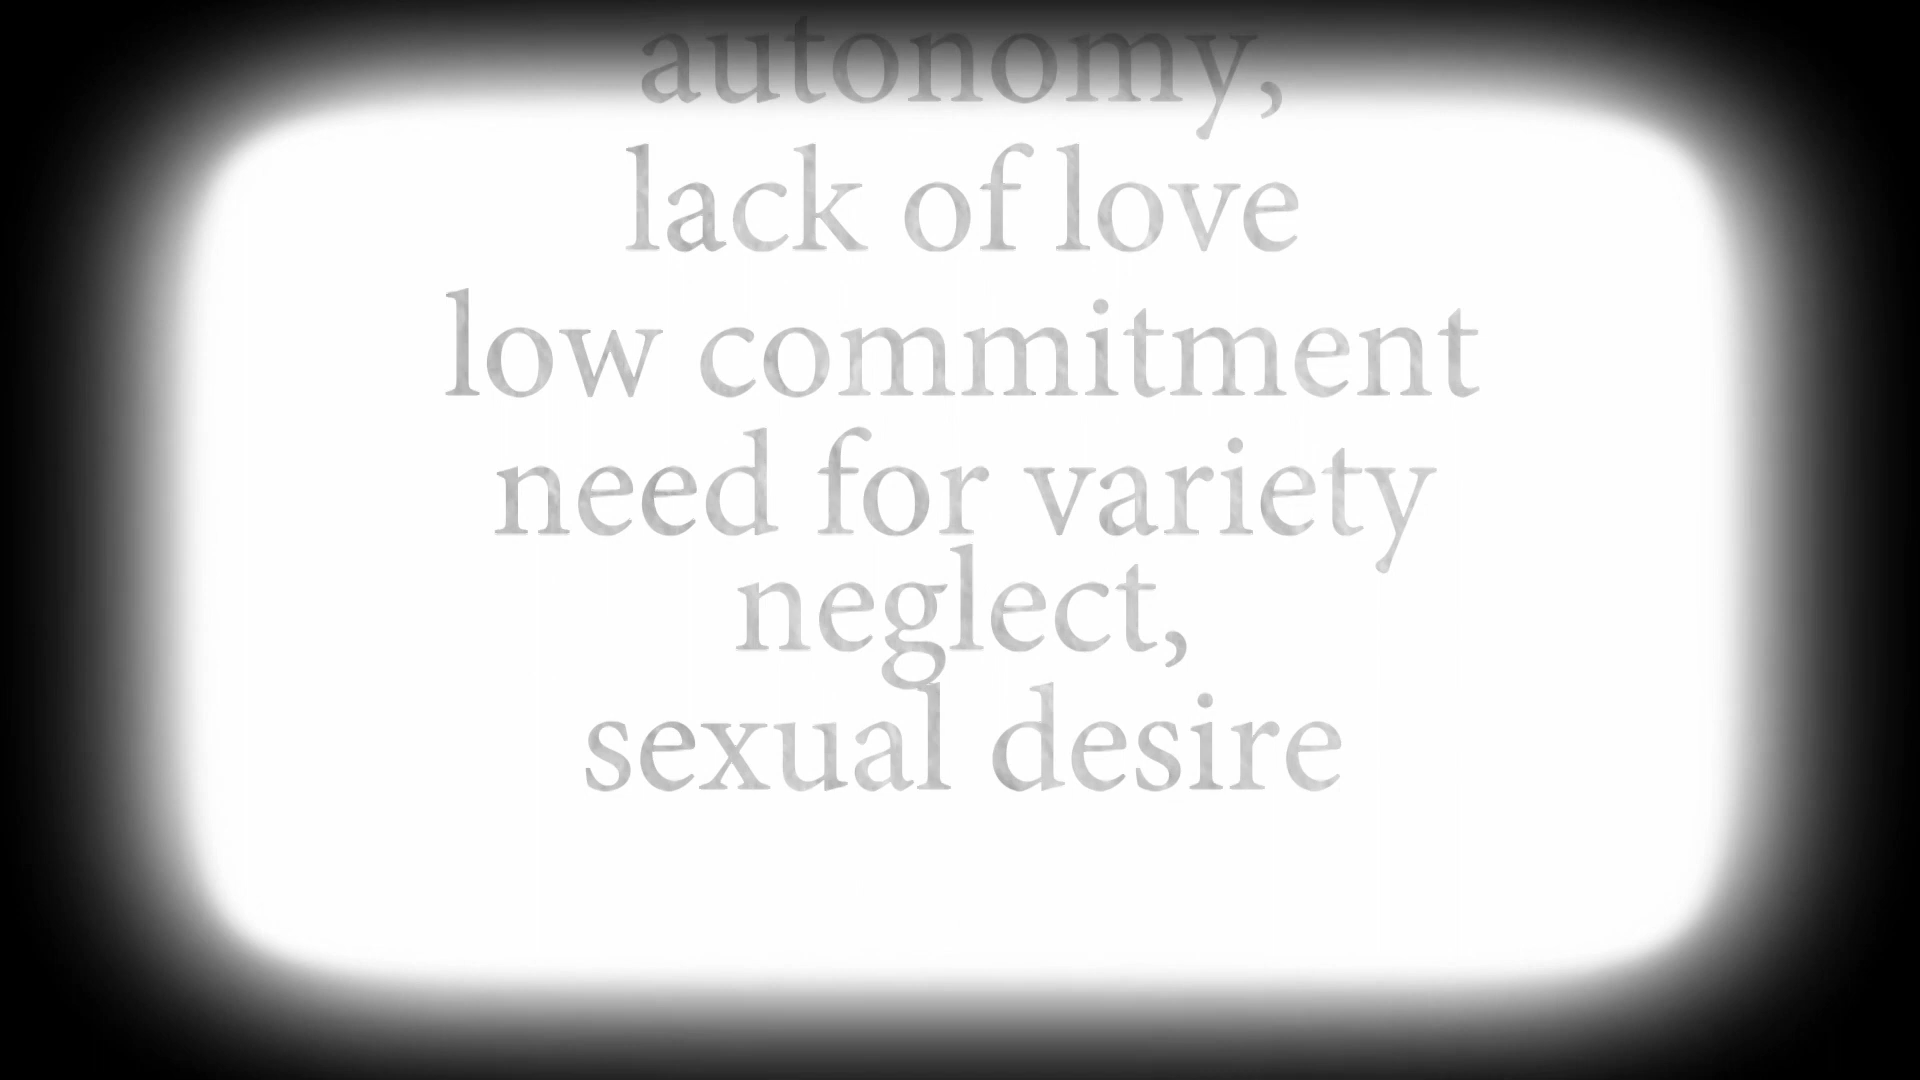 autonomy,
lack of love
low commitment
need for variety
neglect,
sexual desire